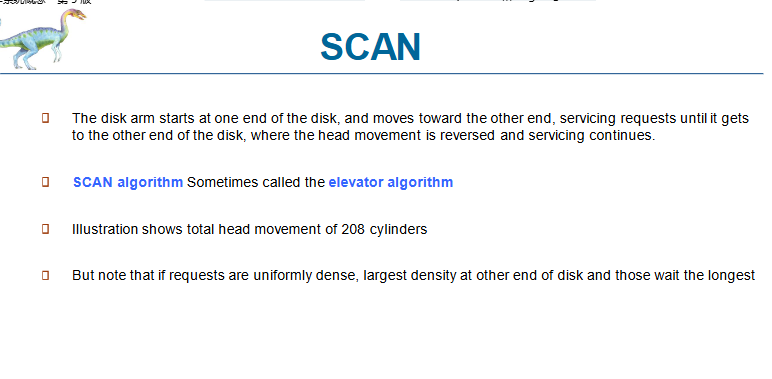 SCAN
The disk arm starts at one end of the disk, and moves toward the other end, servicing requests until it gets
to the other end of the disk, where the head movement is reversed and servicing continues.
SCAN algorithm Sometimes called the elevator algorithm
Illustration shows total head movement of 208 cylinders
But note that if requests are uniformly dense, largest density at other end of disk and those wait the longest